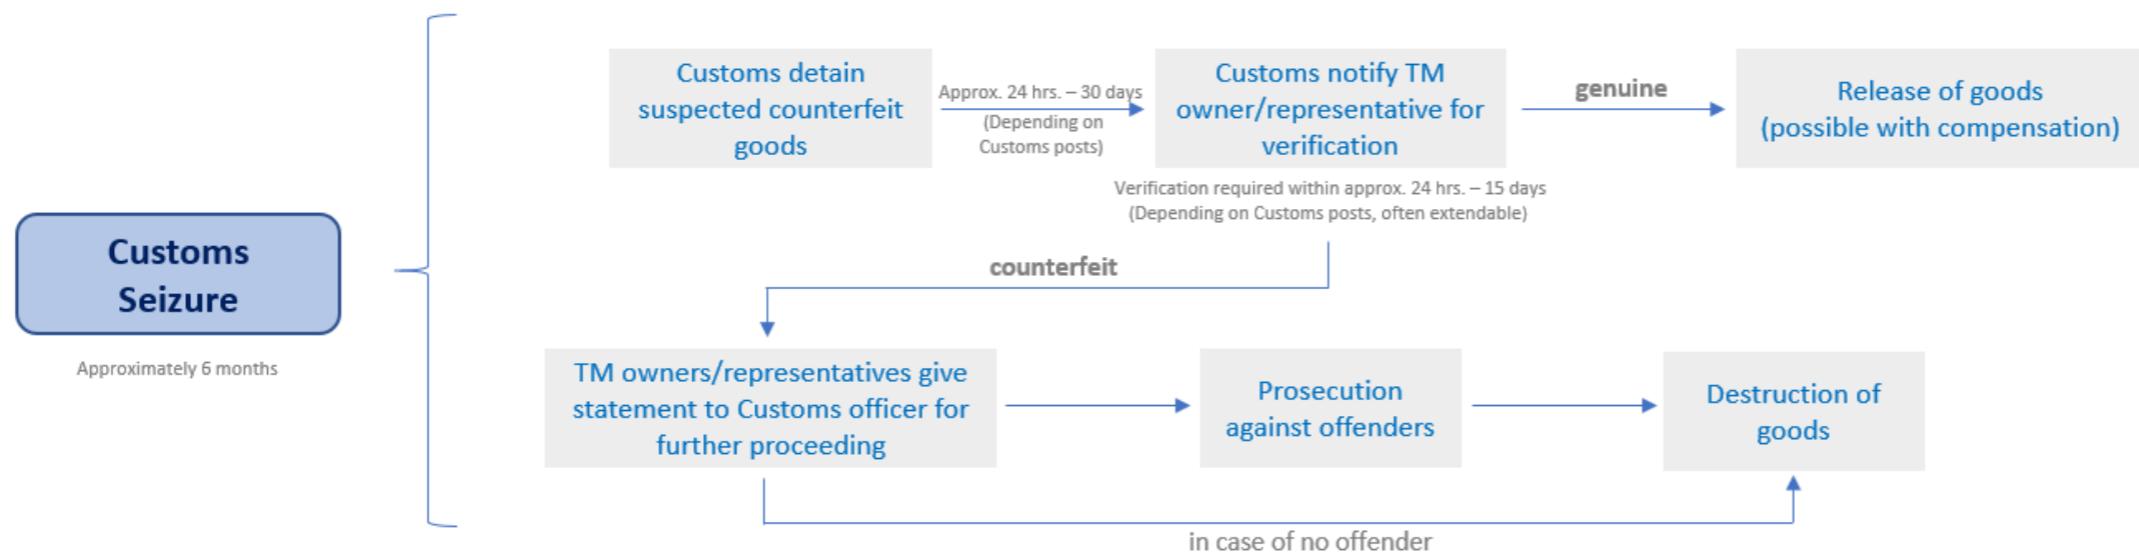 Customs
Seizure
Approximately 6 months
Customs detain
suspected counterfeit
goods
Approx. 24 hrs. – 30 days
(Depending on
Customs posts)
Customs notify TM
owner/representative for
verification
Verification required within approx. 24 hrs. – 15 days
(Depending on Customs posts, often extendable)
genuine
Release of goods
(possible with compensation)
counterfeit
TM owners/representatives give
statement to Customs officer for
further proceeding
Prosecution
against offenders
Destruction of
goods
in case of no offender